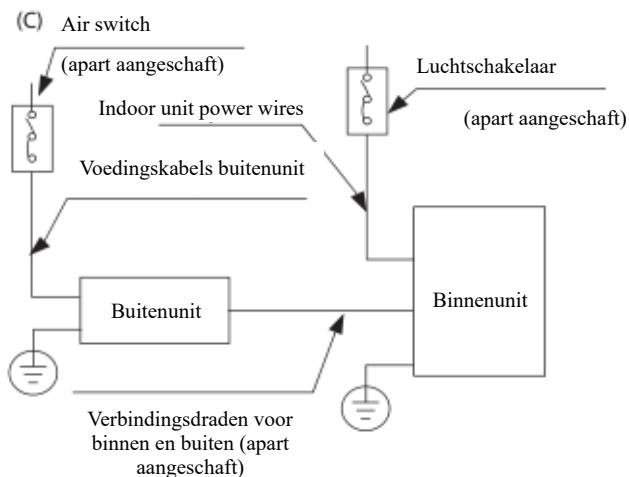 (C) Air switch
(apart aangeschaft)
Luchtschakelaar
(apart aangeschaft)
Indoor unit power wires
Voedingskabels buitenunit
Buitenunit
Binnenunit
Verbindingsdraden voor
binnen en buiten (apart
aangeschaft)